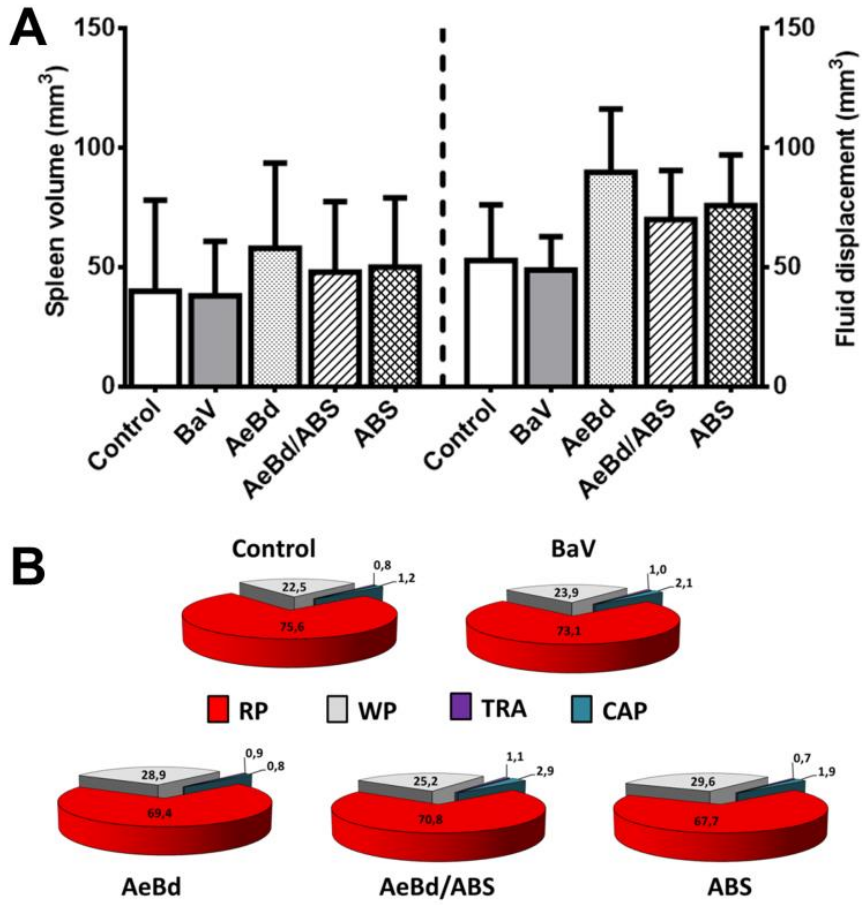 A
Spleen volume (mm³)
150
100
50
0
Control
BaV
AeBd
AeBd/ABS
ABS
Control
BaV
AeBd
AeBd/ABS
ABS
150
100
50
0
Fluid displacement (mm³)
B
Control
22,5
0,8
1,2
75,6
BaV
23,9
1,0
2,1
73,1
RP
WP
TRA
CAP
28,9
0,9
0,8
69,4
AeBd
25,2
1,1
2,9
70,8
AeBd/ABS
29,6
0,7
1,9
67,7
ABS